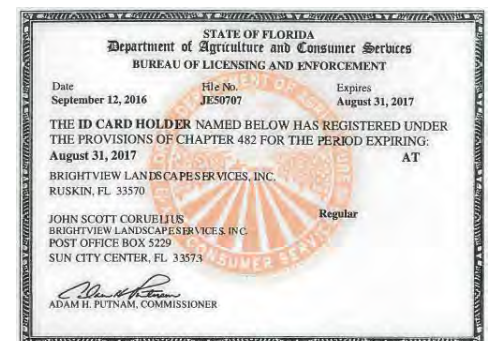 STATE OF FLORIDA
Department of Agriculture and Consumer Services
BUREAU OF LICENSING AND ENFORCEMENT
Date File No. Expires
September 12, 2016 JE50707 August 31, 2017
THE ID CARD HOLDER NAMED BELOW HAS REGISTERED UNDER
THE PROVISIONS OF CHAPTER 482 FOR THE PERIOD EXPIRING:
August 31, 2017 AT
BRIGHTVIEW LANDSCAPE SERVICES, INC.
RUSKIN, FL 33570
Regular
JOHN SCOTT CORUELIUS
BRIGHTVIEW LANDSCAPE SERVICES, INC.
POST OFFICE BOX 5229
SUN CITY CENTER, FL 33573
ADAM H. PUTNAM, COMMISSIONER